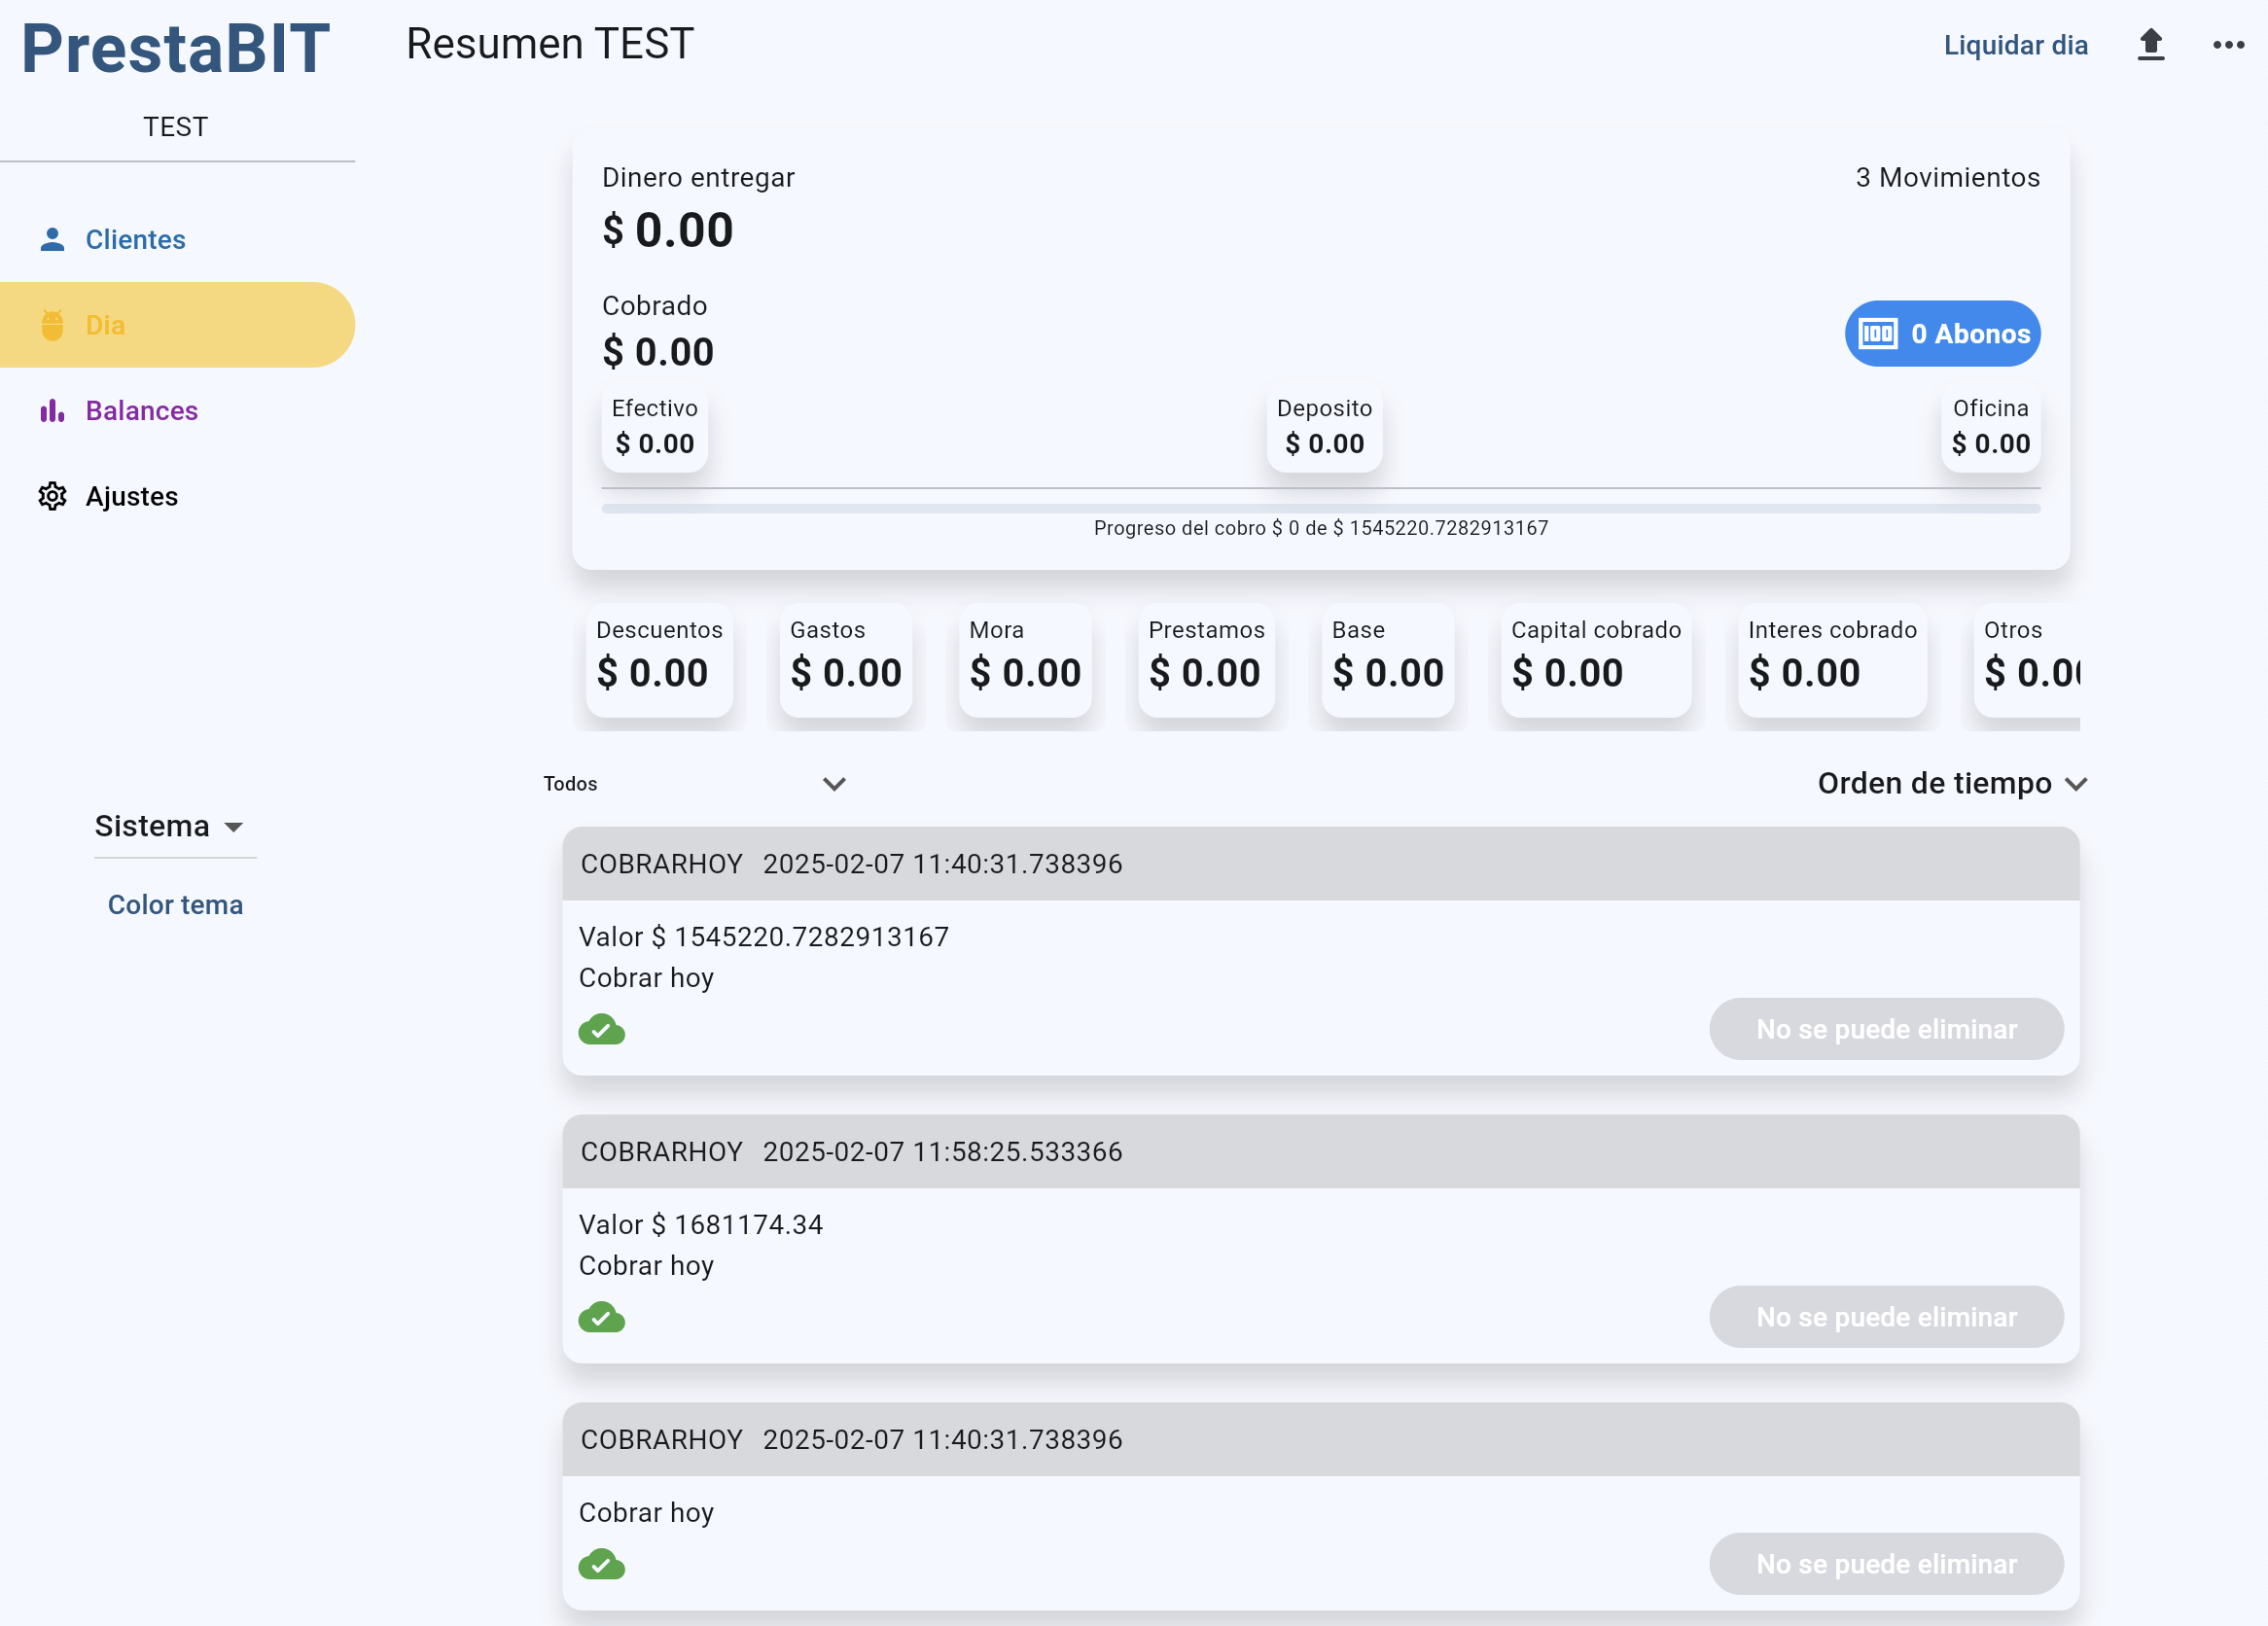 PrestaBIT
TEST
Clientes
Dia
Balances
Ajustes
Sistema
Color tema
Resumen TEST
Liquidar dia
Dinero entregar
3 Movimientos
$ 0.00
Cobrado
$ 0.00
0 Abonos
Efectivo
$ 0.00
Deposito
$ 0.00
Oficina
$ 0.00
Progreso del cobro $ 0 de $ 1545220.7282913167
Descuentos
$ 0.00
Gastos
$ 0.00
Mora
$ 0.00
Prestamos
$ 0.00
Base
$ 0.00
Capital cobrado
$ 0.00
Interes cobrado
$ 0.00
Otros
$ 0.00
Todos
Orden de tiempo
COBRARHOY 2025-02-07 11:40:31.738396
Valor $ 1545220.7282913167
Cobrar hoy
No se puede eliminar
COBRARHOY 2025-02-07 11:58:25.533366
Valor $ 1681174.34
Cobrar hoy
No se puede eliminar
COBRARHOY 2025-02-07 11:40:31.738396
Cobrar hoy
No se puede eliminar